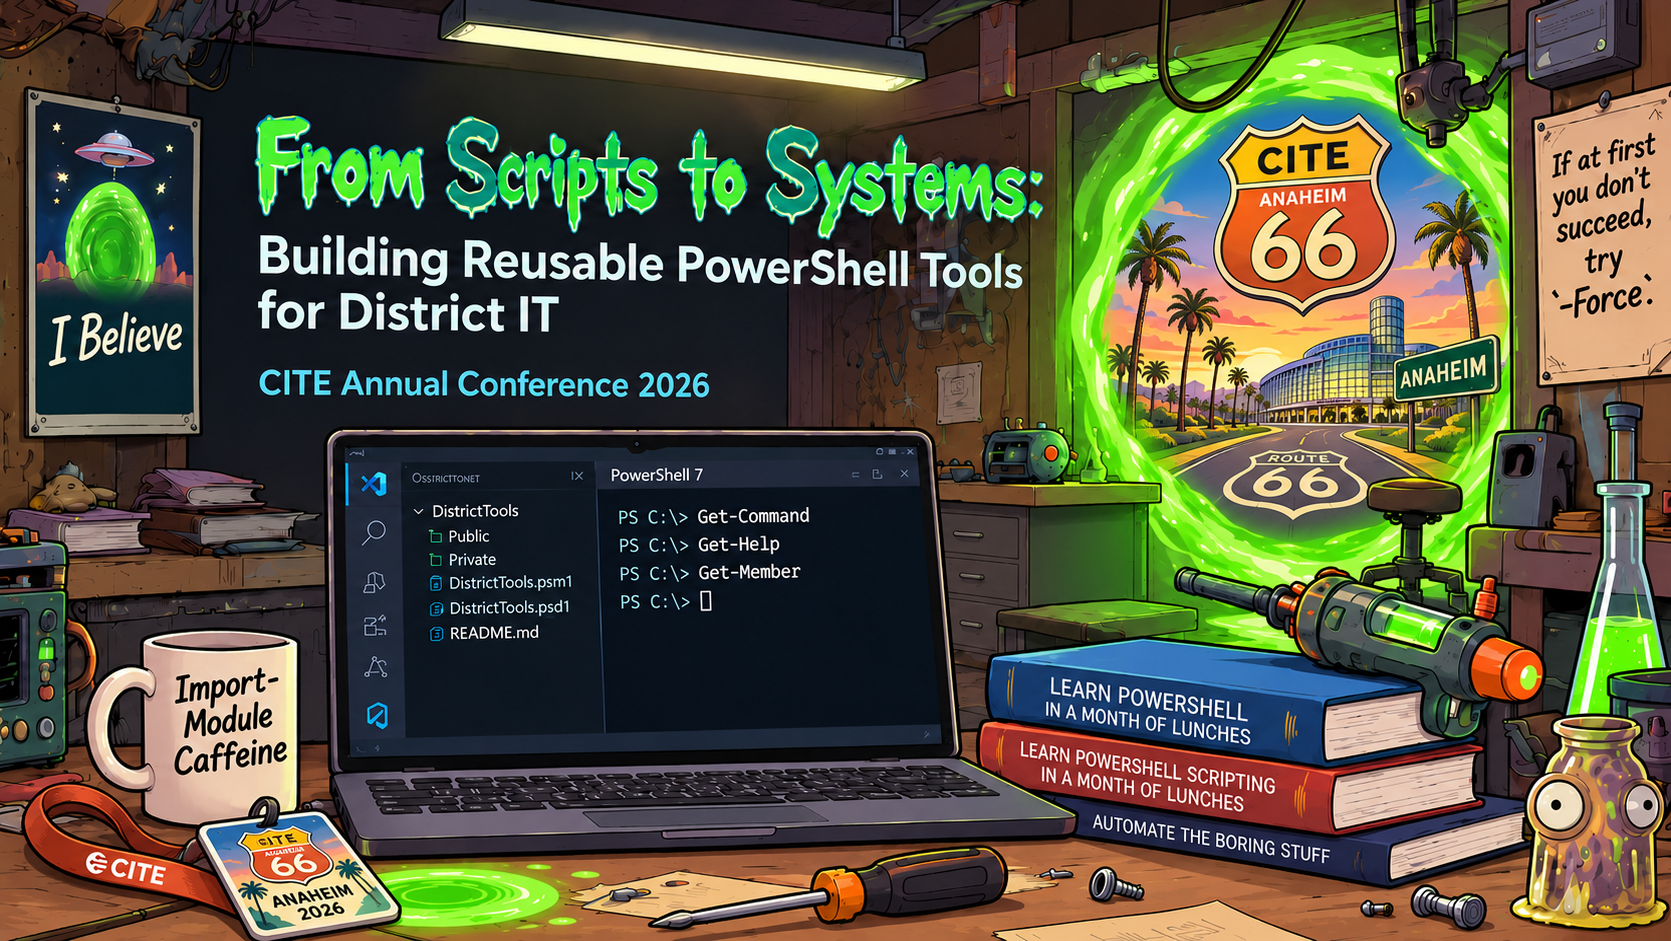 From Scripts to Systems:
Building Reusable PowerShell Tools
for District IT
CITE Annual Conference 2026
I Believe
CITE
ANAHEIM
66
ANAHEIM
ROUTE
66
If at first
you don't
succeed,
try
`-Force`.
PowerShell 7
DistrictTools
Public
Private
DistrictTools.psm1
DistrictTools.psd1
README.md
PS C:\> Get-Command
PS C:\> Get-Help
PS C:\> Get-Member
PS C:\>
Import-
Module
Caffeine
LEARN POWERSHELL
IN A MONTH OF LUNCHES
LEARN POWERSHELL SCRIPTING
IN A MONTH OF LUNCHES
AUTOMATE THE BORING STUFF
CITE
CITE
66
ANAHEIM
2026